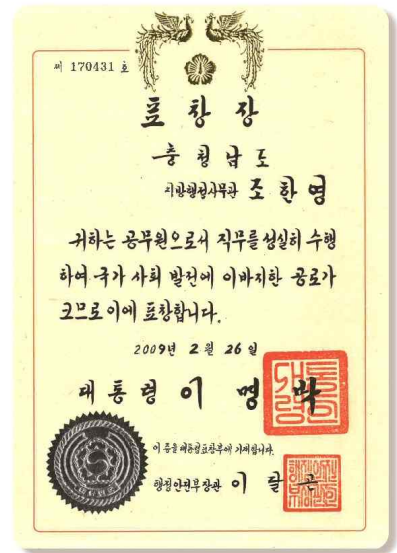 제 170431 호
표창장
충청남도
지방행정사무관 조한영
귀하는 공무원으로서 직무를 성실히 수행
하여 국가 사회 발전에 이바지한 공로가
크므로 이에 표창합니다.
2009년 2월 26일
대통령 이명박
이 증을 대통령표창부에 기재합니다.
행정안전부장관 이달곤